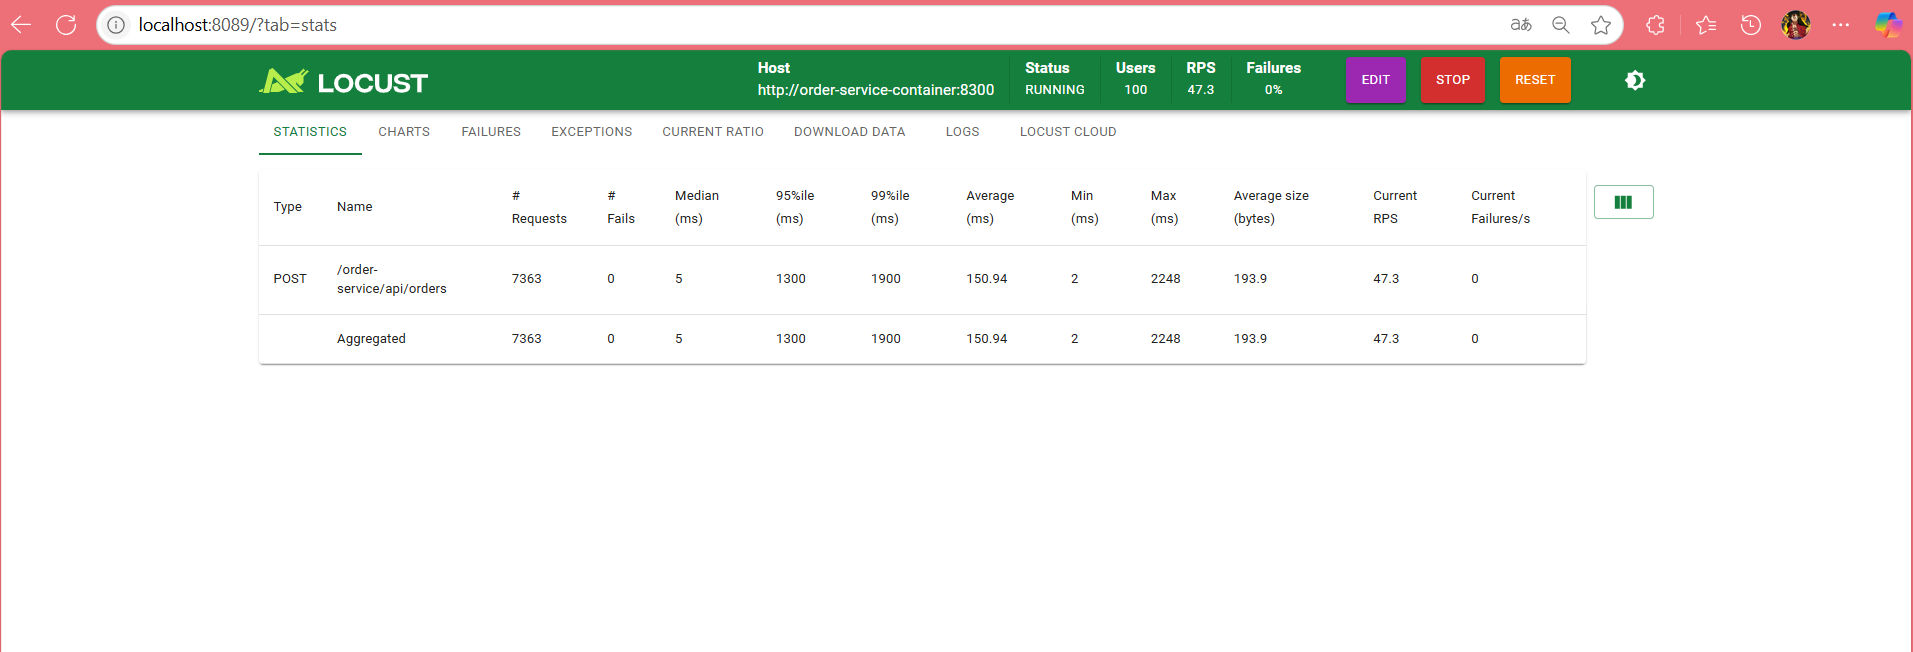 localhost:8089/?tab=stats
aあ
LOCUST
Host
http://order-service-container:8300
Status
RUNNING
Users
100
RPS
47.3
Failures
0%
EDIT
STOP
RESET
STATISTICS CHARTS FAILURES EXCEPTIONS CURRENT RATIO DOWNLOAD DATA LOGS LOCUST CLOUD
Type Name # Requests # Fails Median (ms) 95%ile (ms) 99%ile (ms) Average (ms) Min (ms) Max (ms) Average size (bytes) Current RPS Current Failures/s
POST /order-service/api/orders 7363 0 5 1300 1900 150.94 2 2248 193.9 47.3 0
Aggregated 7363 0 5 1300 1900 150.94 2 2248 193.9 47.3 0